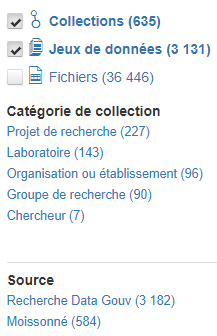 Collections (635)
Jeux de données (3 131)
Fichiers (36 446)
Catégorie de collection
Projet de recherche (227)
Laboratoire (143)
Organisation ou établissement (96)
Groupe de recherche (90)
Chercheur (7)
Source
Recherche Data Gouv (3 182)
Moissonné (584)